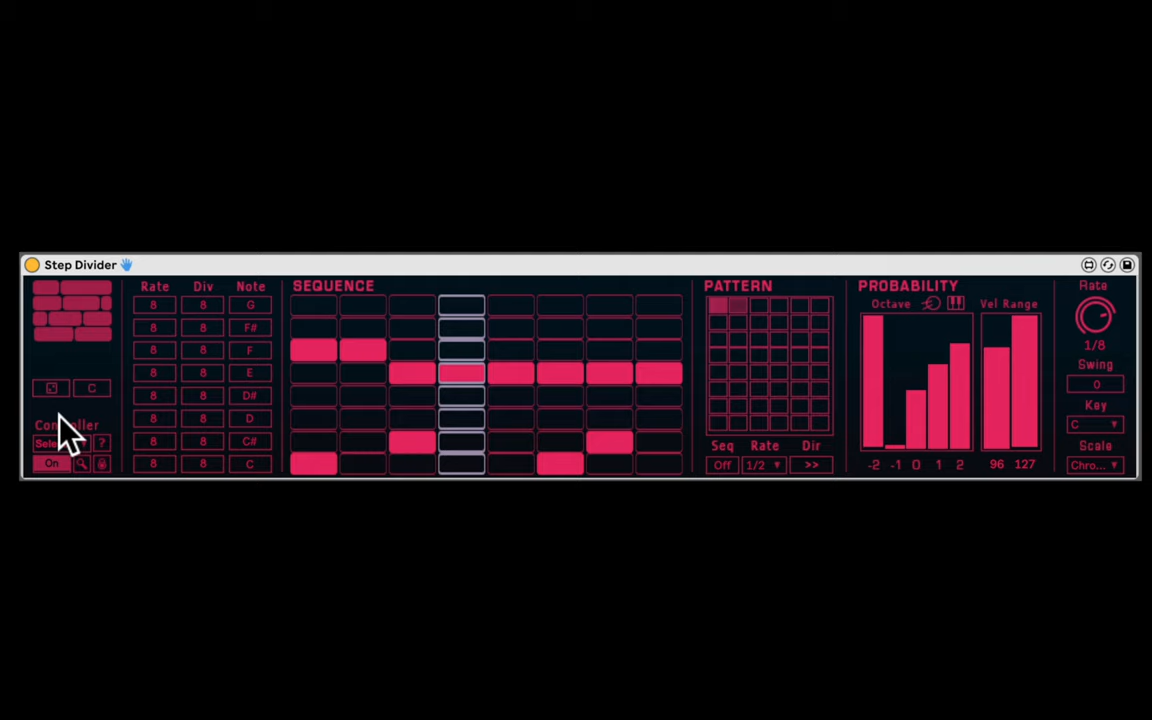 Step Divider
Rate Div Note SEQUENCE PATTERN PROBABILITY Rate
8 8 G Octave Vel Range
8 8 F#
8 8 F 1/8
8 8 E Swing
C 0
8 8 D#
8 8 D Key
Controller C
8 8 C# Seq Rate Dir Scale
? 
On 8 8 C Off 1/2 >> -2 -1 0 1 2 96 127 Chro...